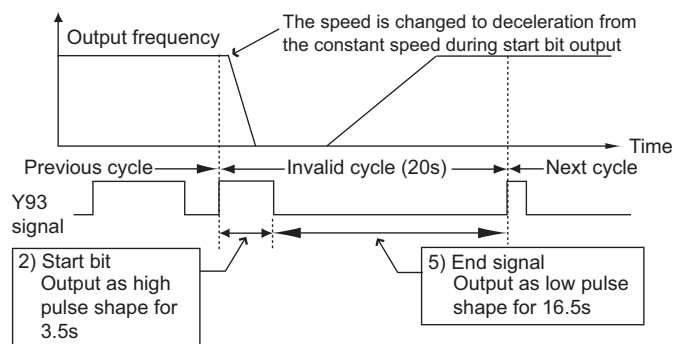 Output frequency
The speed is changed to deceleration from
the constant speed during start bit output
Time
Previous cycle
Invalid cycle (20s)
Next cycle
Y93
signal
2) Start bit
Output as high
pulse shape for
3.5s
5) End signal
Output as low pulse
shape for 16.5s